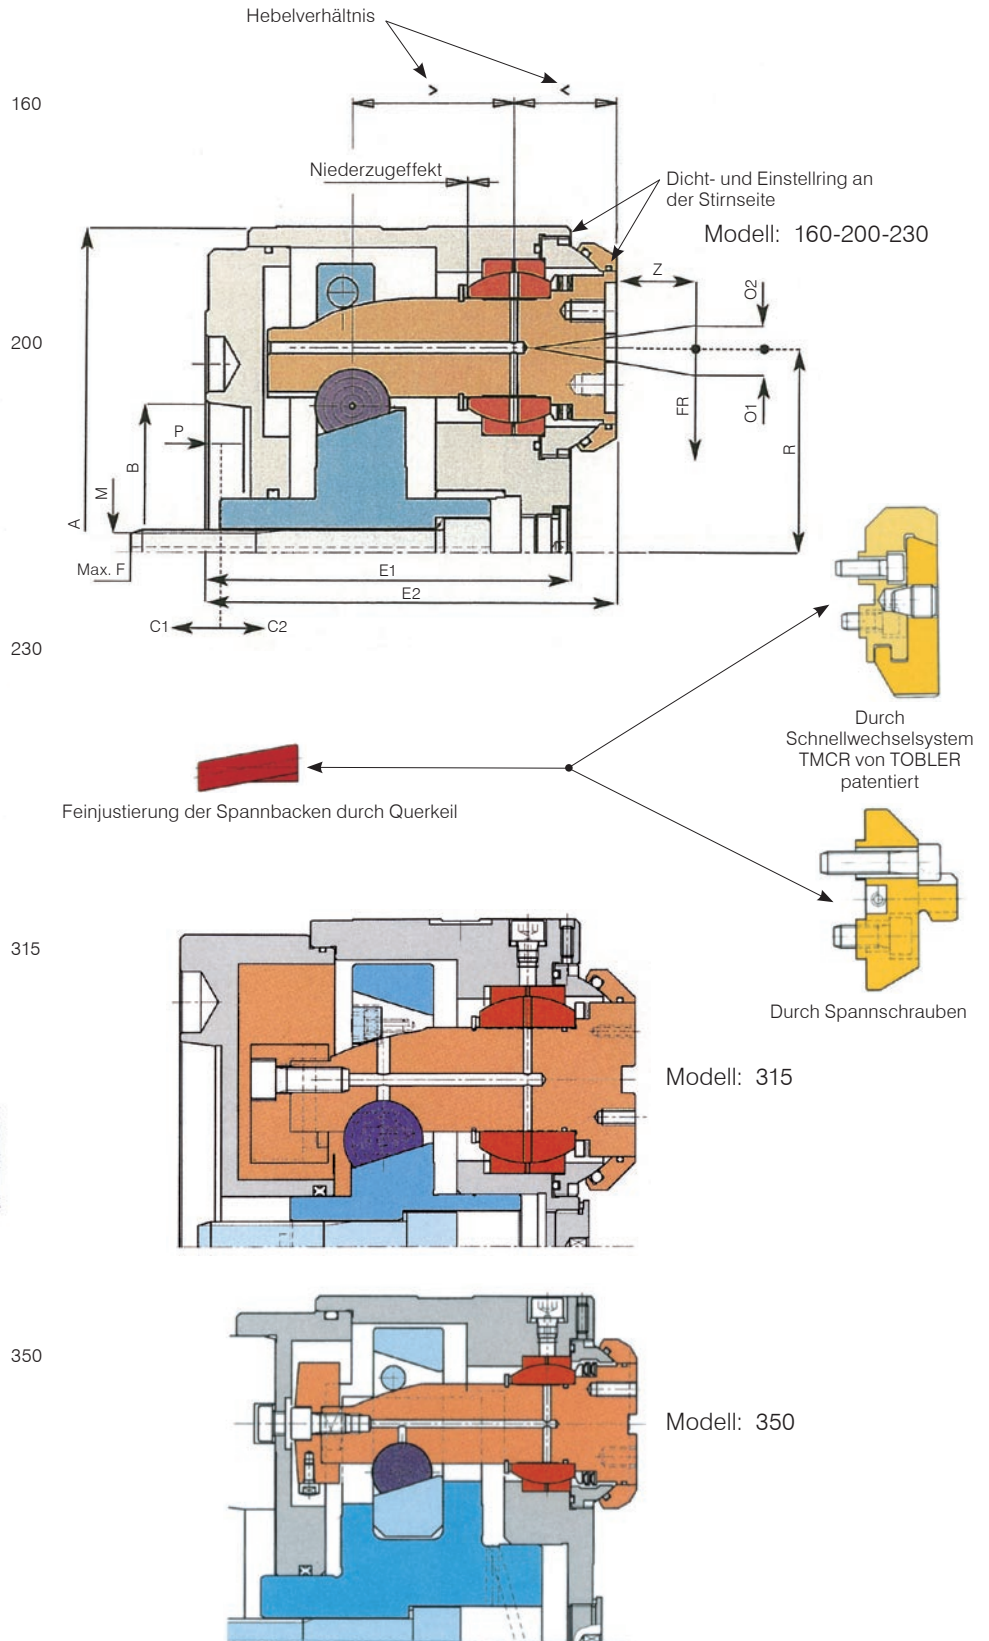 Hebelverhältnis
> <
160
Niederzugeffekt
Dicht- und Einstellring an
der Stirnseite
Modell: 160-200-230
Z
O2
200
FR
O1
R
P
B
M
A
Max. F
E1
E2
C1
C2
230
Durch
Schnellwechselsystem
TMCR von TOBLER
patentiert
Feinjustierung der Spannbacken durch Querkeil
315
Durch Spannschrauben
Modell: 315
350
Modell: 350